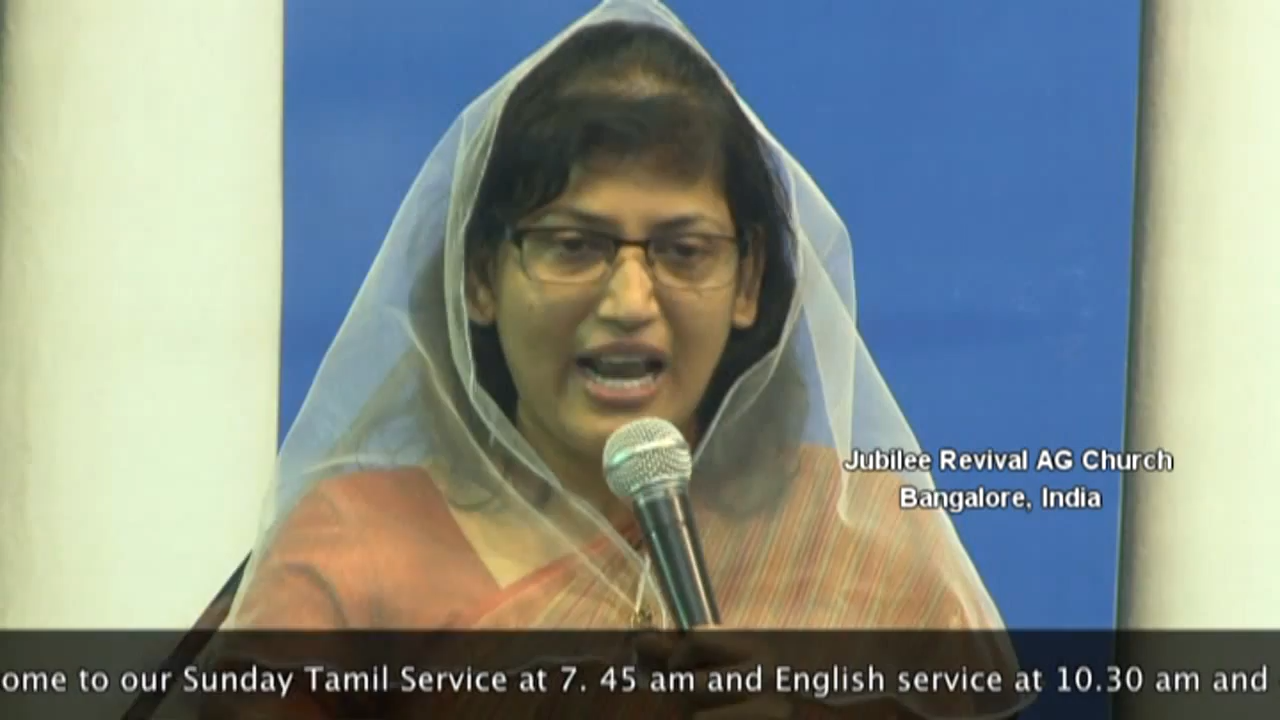 Jubilee Revival AG Church
Bangalore, India
ome to our Sunday Tamil Service at 7. 45 am and English service at 10.30 am and